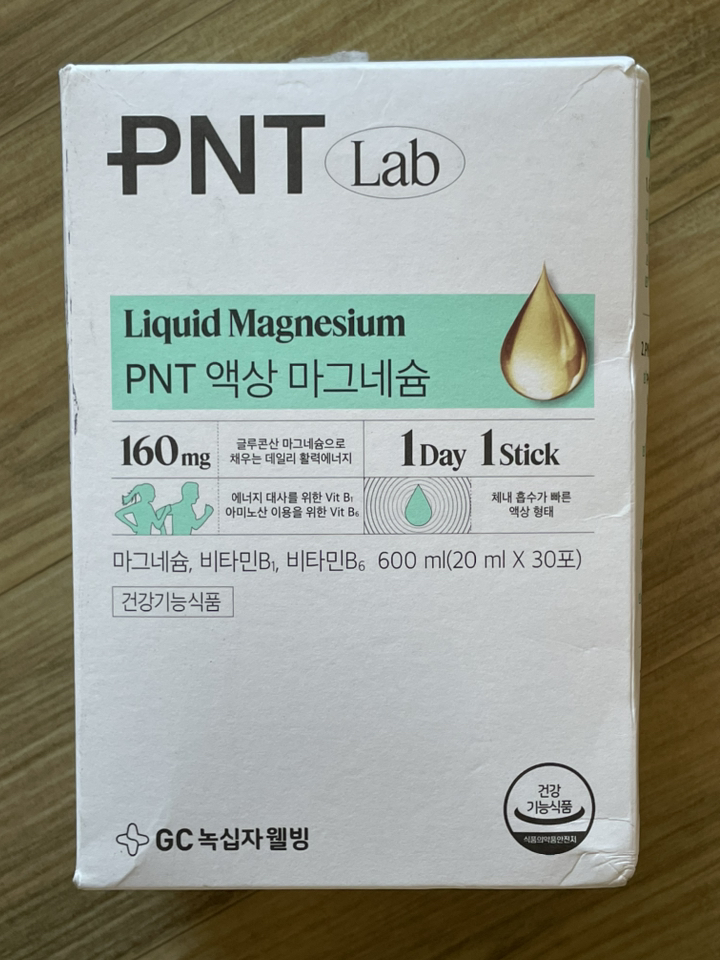 PNT Lab
Liquid Magnesium
PNT 액상 마그네슘
160mg
글루콘산 마그네슘으로
채우는 데일리 활력에너지
1Day 1Stick
에너지 대사를 위한 Vit B₁
아미노산 이용을 위한 Vit B₆
체내 흡수가 빠른
액상 형태
마그네슘, 비타민B₁, 비타민B₆ 600 ml(20 ml X 30포)
건강기능식품
건강
기능식품
식품의약품안전처
GC녹십자웰빙